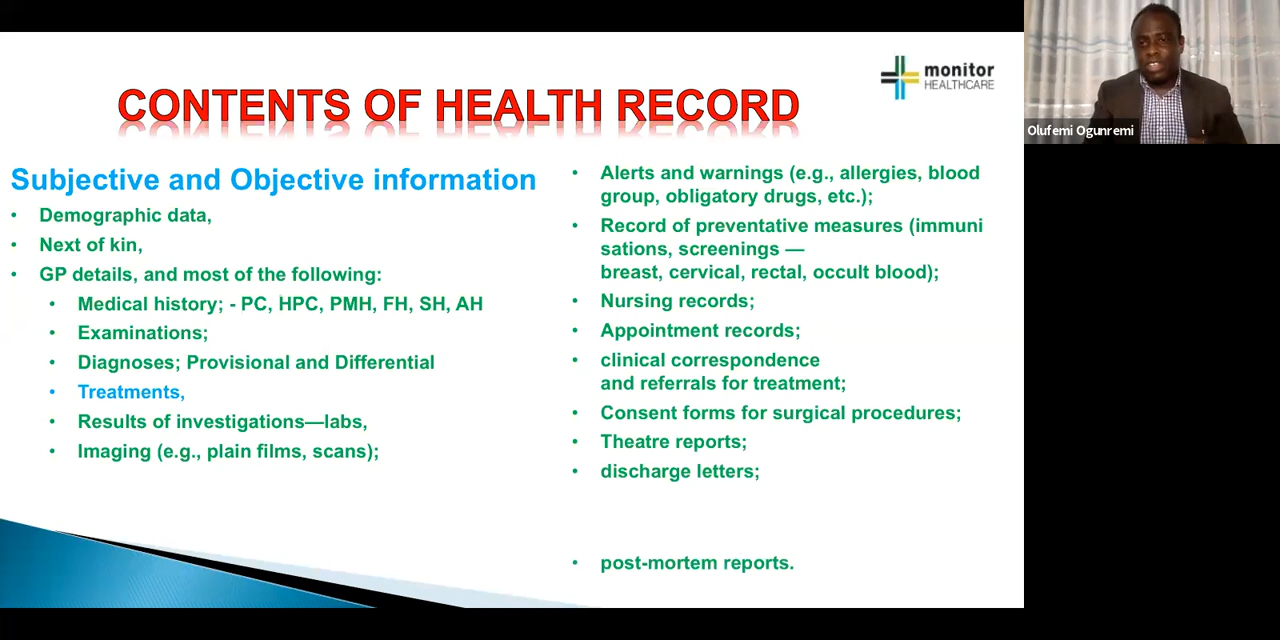 CONTENTS OF HEALTH RECORD
monitor
HEALTHCARE
Olufemi Ogunremi
Subjective and Objective information
• Demographic data,
• Next of kin,
• GP details, and most of the following:
• Medical history; - PC, HPC, PMH, FH, SH, AH
• Examinations;
• Diagnoses; Provisional and Differential
• Treatments,
• Results of investigations—labs,
• Imaging (e.g., plain films, scans);
• Alerts and warnings (e.g., allergies, blood
group, obligatory drugs, etc.);
• Record of preventative measures (immuni
sations, screenings —
breast, cervical, rectal, occult blood);
• Nursing records;
• Appointment records;
• clinical correspondence
and referrals for treatment;
• Consent forms for surgical procedures;
• Theatre reports;
• discharge letters;
• post-mortem reports.